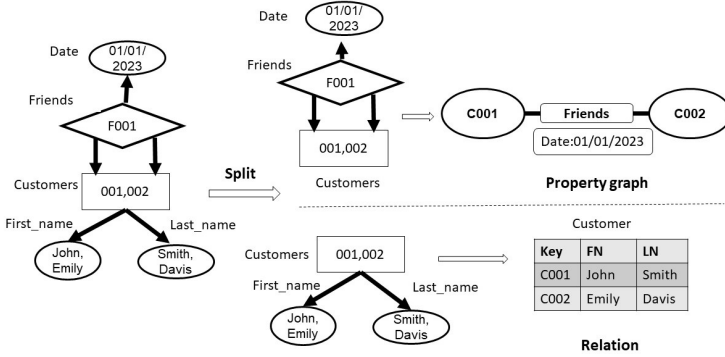 Date
01/01/
2023
Friends
F001
Customers
001,002
First_name
Last_name
John,
Emily
Smith,
Davis
Split
Date
01/01/
2023
Friends
F001
001,002
Customers
C001
Friends
C002
Date:01/01/2023
Property graph
Customers
001,002
First_name
Last_name
John,
Emily
Smith,
Davis
Customer
Key FN LN
C001 John Smith
C002 Emily Davis
Relation